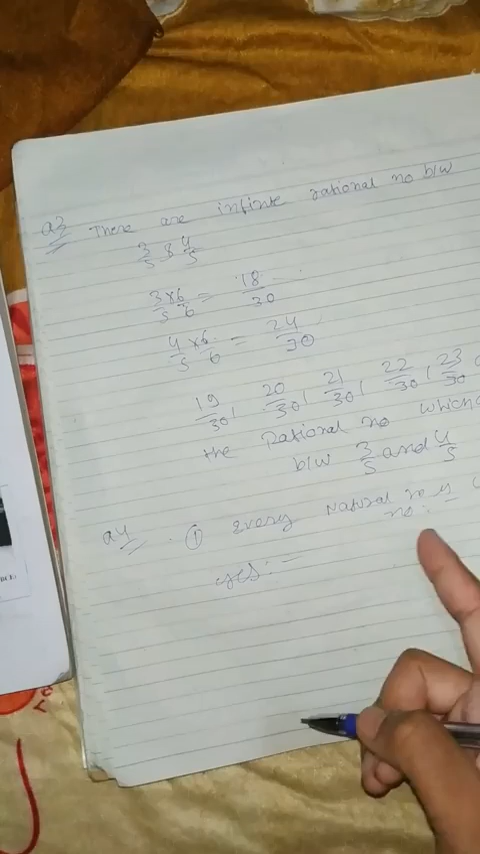 Q3 There are infinite rational no b/w
3/5 & 4/5
3/5 × 6/6 = 18/30
4/5 × 6/6 = 24/30
19/30, 20/30, 21/30, 22/30, 23/30
the Rational no which
b/w 3/5 and 4/5
Q4 ① Every Natural no
no.
yes:-